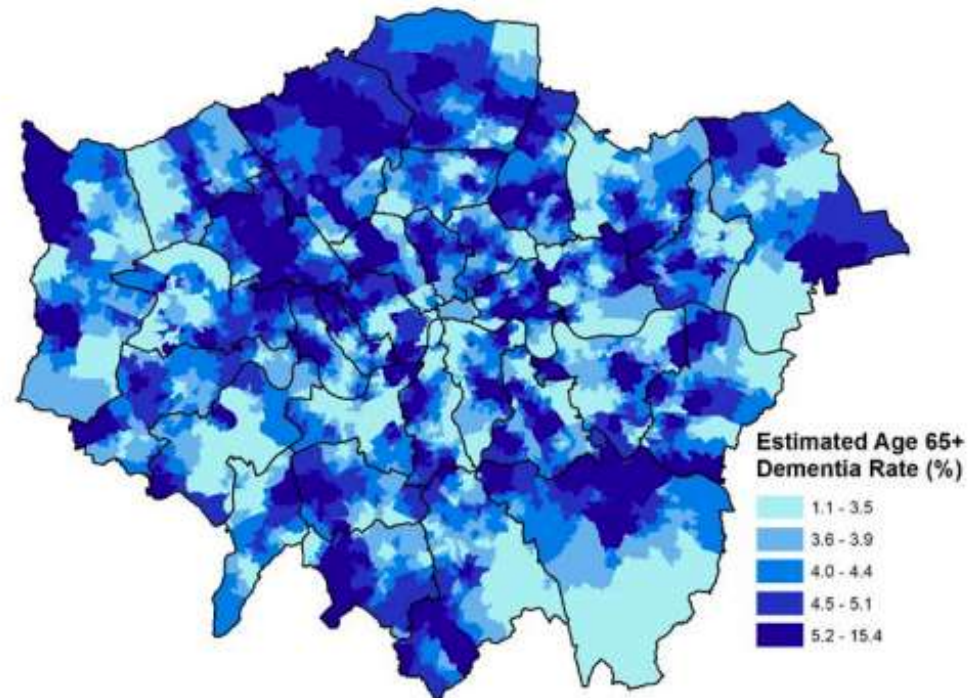 Estimated Age 65+
Dementia Rate (%)
1.1 - 3.5
3.6 - 3.9
4.0 - 4.4
4.5 - 5.1
5.2 - 15.4